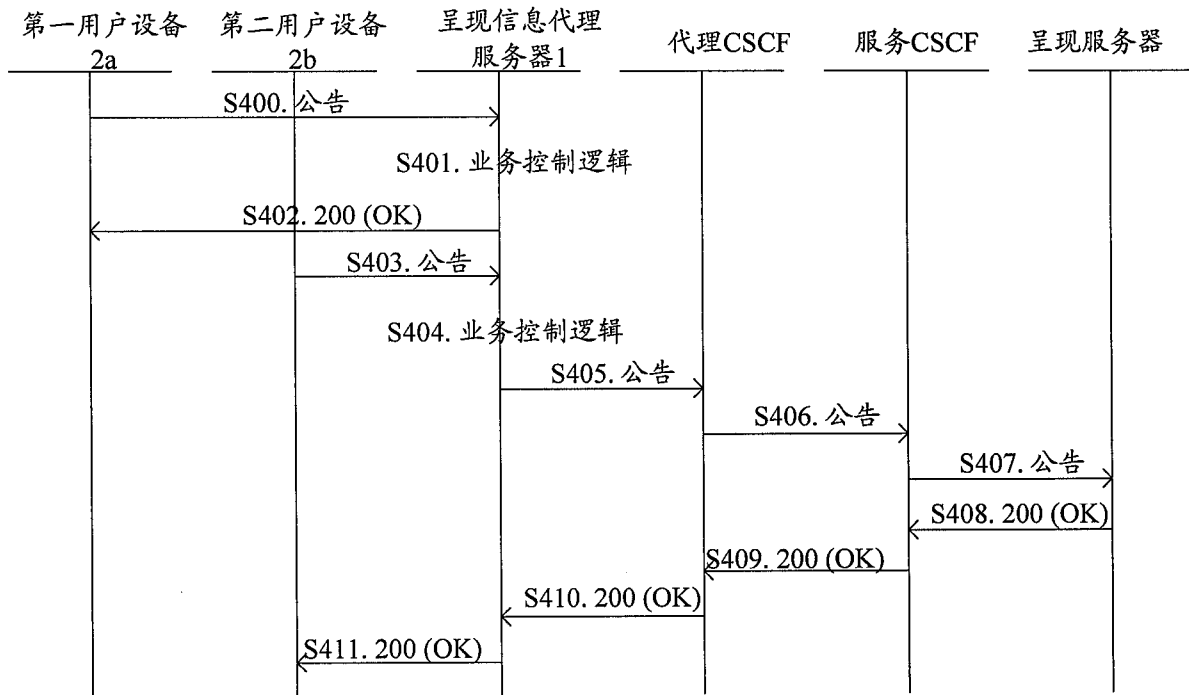 第一用户设备
2a
第二用户设备
2b
呈现信息代理
服务器1
代理CSCF
服务CSCF
呈现服务器
S400. 公告
S401. 业务控制逻辑
S402. 200 (OK)
S403. 公告
S404. 业务控制逻辑
S405. 公告
S406. 公告
S407. 公告
S408. 200 (OK)
S409. 200 (OK)
S410. 200 (OK)
S411. 200 (OK)